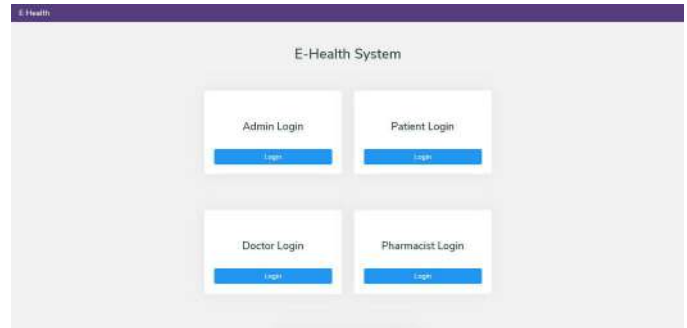 E-Health
E-Health System
Admin Login
Patient Login
Login
Login
Doctor Login
Pharmacist Login
Login
Login